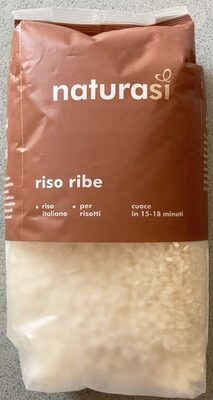 naturasì
riso ribe
• riso italiano
• per risotti
cuoce in 15-18 minuti